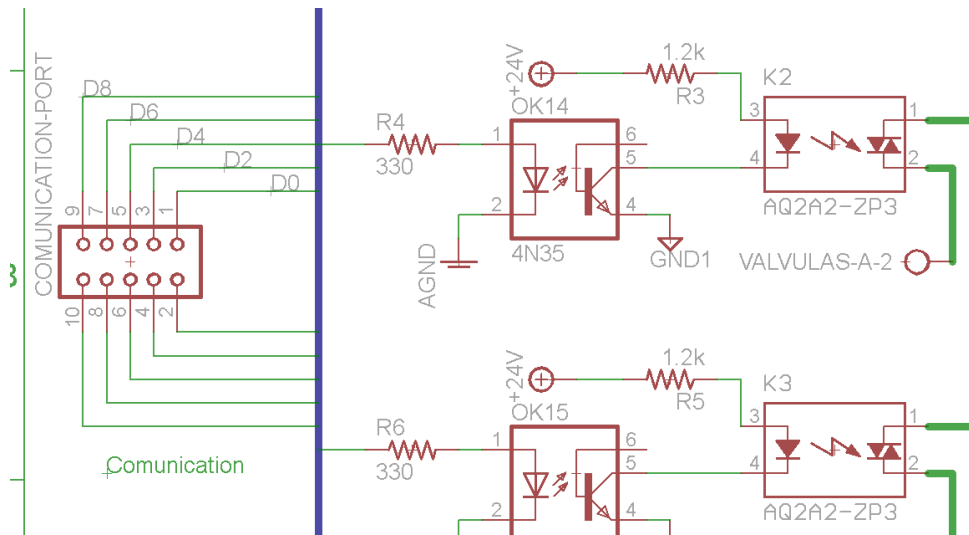 COMUNICATION-PORT
D8
D6
D4
D2
D0
9
7
5
3
1
10
8
6
4
2
Comunication
+24V
1.2k
R3
OK14
R4
330
1
2
6
5
4
4N35
AGND
GND1
K2
3
4
1
2
AQ2A2-ZP3
VALVULAS-A-2
+24V
1.2k
R5
OK15
R6
330
1
2
6
5
4
K3
3
4
1
2
AQ2A2-ZP3